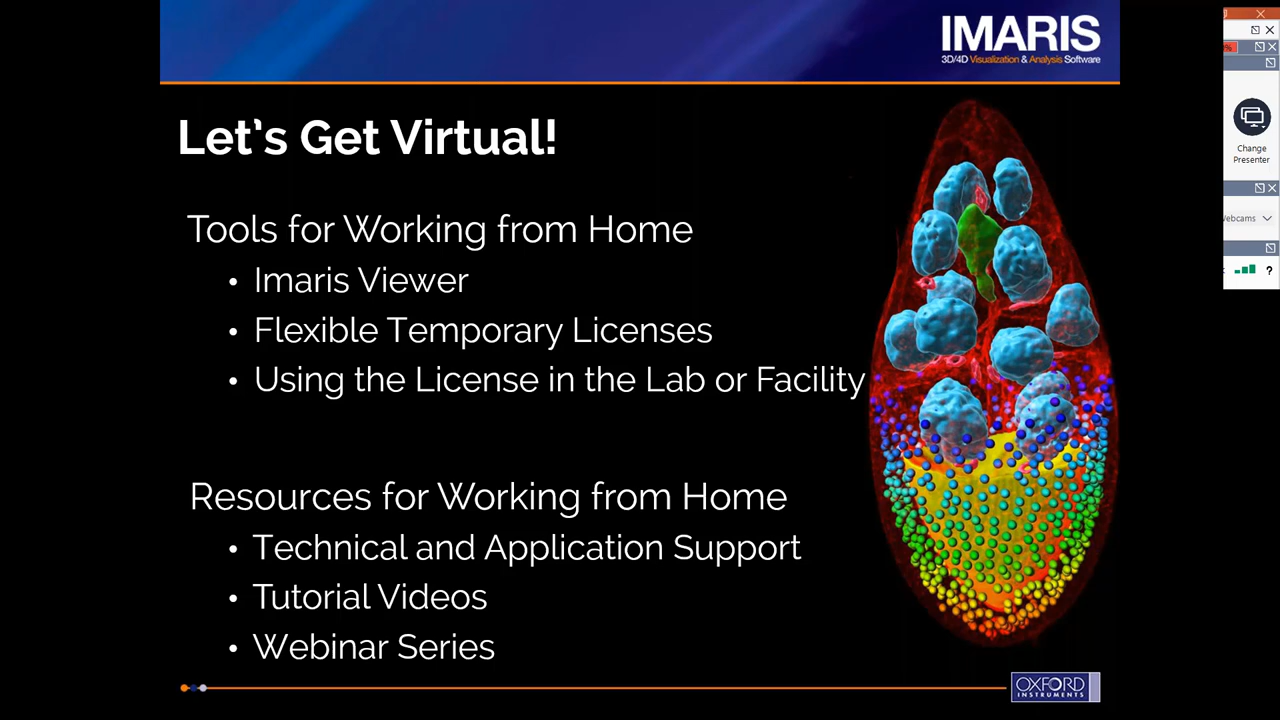 IMARIS
3D/4D Visualization & Analysis Software
Let's Get Virtual!
Tools for Working from Home
• Imaris Viewer
• Flexible Temporary Licenses
• Using the License in the Lab or Facility
Resources for Working from Home
• Technical and Application Support
• Tutorial Videos
• Webinar Series
OXFORD
INSTRUMENTS
%
Change
Presenter
?